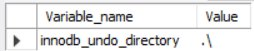 Variable_name Value
innodb_undo_directory .\